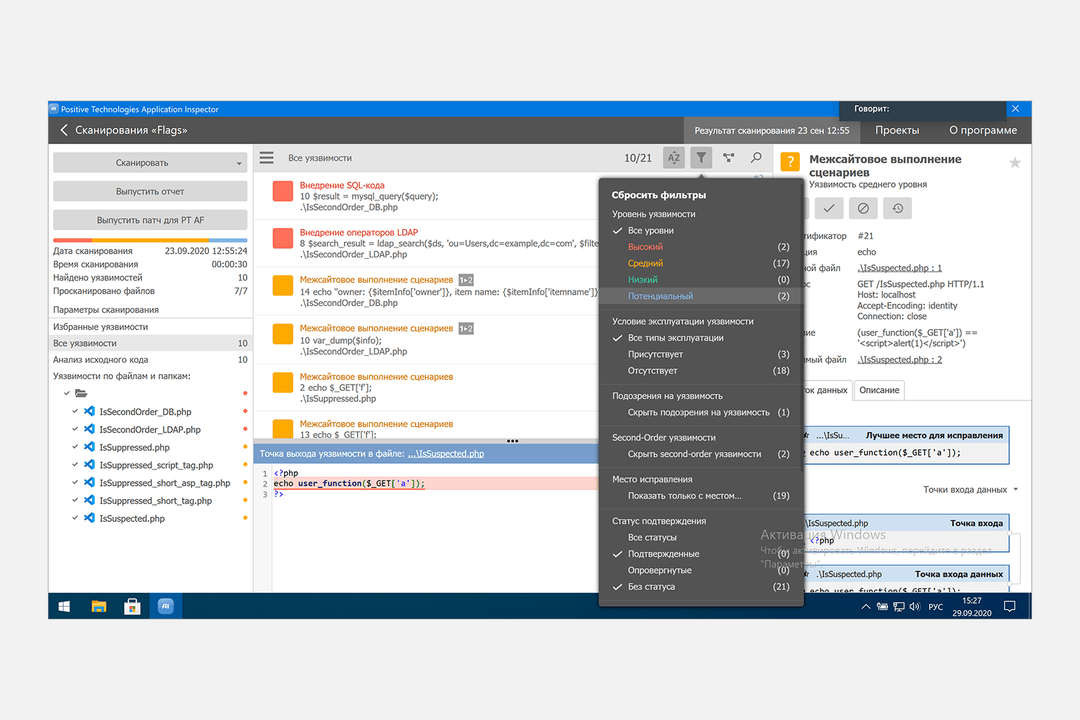 Positive Technologies Application Inspector
Говорит:
Сканирования «Flags»
Результат сканирования 23 сен 12:55
Проекты
О программе
Сканировать
Выпустить отчет
Выпустить патч для PT AF
Дата сканирования 23.09.2020 12:55:24
Время сканирования 00:00:30
Найдено уязвимостей 10
Просканировано файлов 7/7
Параметры сканирования
Избранные уязвимости
Все уязвимости 10
Анализ исходного кода 10
Уязвимости по файлам и папкам:
IsSecondOrder_DB.php
IsSecondOrder_LDAP.php
IsSuppressed.php
IsSuppressed_script_tag.php
IsSuppressed_short_asp_tag.php
IsSuppressed_short_tag.php
IsSuspected.php
Все уязвимости
10/21
AZ
Внедрение SQL-кода
10 $result = mysql_query($query);
.\IsSecondOrder_DB.php
Внедрение операторов LDAP
8 $search_result = ldap_search($ds, 'ou=Users,dc=example,dc=com', $filte
.\IsSecondOrder_LDAP.php
Межсайтовое выполнение сценариев 1▸2
14 echo "owner: {$itemInfo['owner']}, item name: {$itemInfo['itemname']}
.\IsSecondOrder_DB.php
Межсайтовое выполнение сценариев 1▸2
10 var_dump($info);
.\IsSecondOrder_LDAP.php
Межсайтовое выполнение сценариев
2 echo $_GET['f'];
.\IsSuppressed.php
Межсайтовое выполнение сценариев
13 echo $_GET['f'];
Точка выхода уязвимости в файле: ...\IsSuspected.php
1 <?php
2 echo user_function($_GET['a']);
3 ?>
Сбросить фильтры
Уровень уязвимости
Все уровни
Высокий (2)
Средний (17)
Низкий (0)
Потенциальный (2)
Условие эксплуатации уязвимости
Все типы эксплуатации
Присутствует (3)
Отсутствует (18)
Подозрения на уязвимость
Скрыть подозрения на уязвимость (1)
Second-Order уязвимости
Скрыть second-order уязвимости (2)
Место исправления
Показать только с местом... (19)
Статус подтверждения
Все статусы
Подтвержденные (0)
Опровергнутые (0)
Без статуса (21)
?
Межсайтовое выполнение
сценариев
Уязвимость среднего уровня
тификатор #21
ция echo
ной файл .\IsSuspected.php : 1
ос GET /IsSuspected.php HTTP/1.1
Host: localhost
Accept-Encoding: identity
Connection: close
ние (user_function($_GET['a']) ==
'<script>alert(1)</script>')
мый файл .\IsSuspected.php : 2
ток данных
Описание
...\IsSu... Лучшее место для исправления
echo user_function($_GET['a']);
Точки входа данных
\IsSuspected.php Точка входа
<?php
.\IsSuspected.php Точка входа данных
echo user_function($_GET['a']);
Активация Windows
Чтобы активировать Windows, перейдите в раздел
"Параметры".
AI
РУС
15:27
29.09.2020